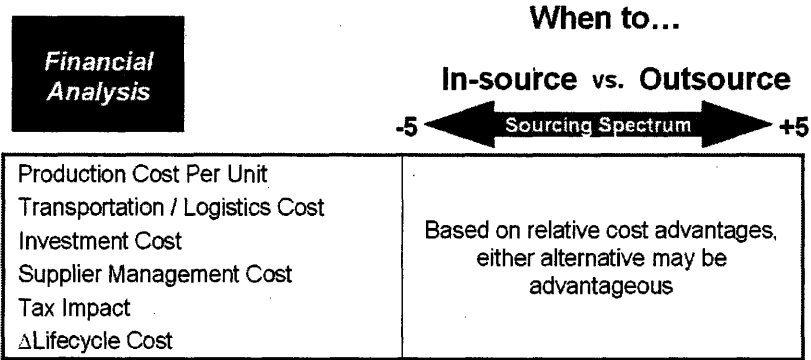 When to...
Financial
Analysis
In-source vs. Outsource
-5 Sourcing Spectrum +5
Production Cost Per Unit
Transportation / Logistics Cost
Investment Cost
Supplier Management Cost
Tax Impact
ΔLifecycle Cost
Based on relative cost advantages,
either alternative may be
advantageous